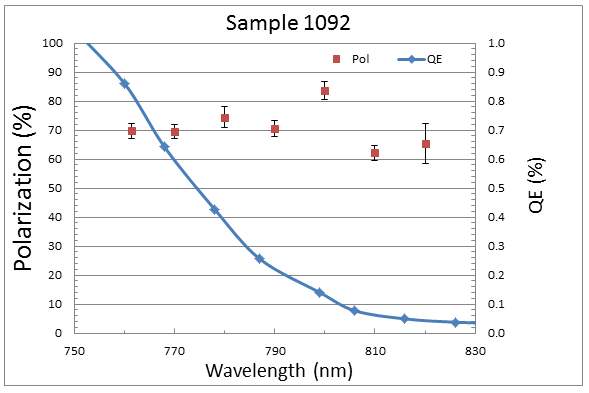 Sample 1092
Pol QE
100 1.0
90 0.9
80 0.8
70 0.7
60 0.6
50 0.5
40 0.4
30 0.3
20 0.2
10 0.1
0 0.0
Polarization (%)
QE (%)
750 770 790 810 830
Wavelength (nm)